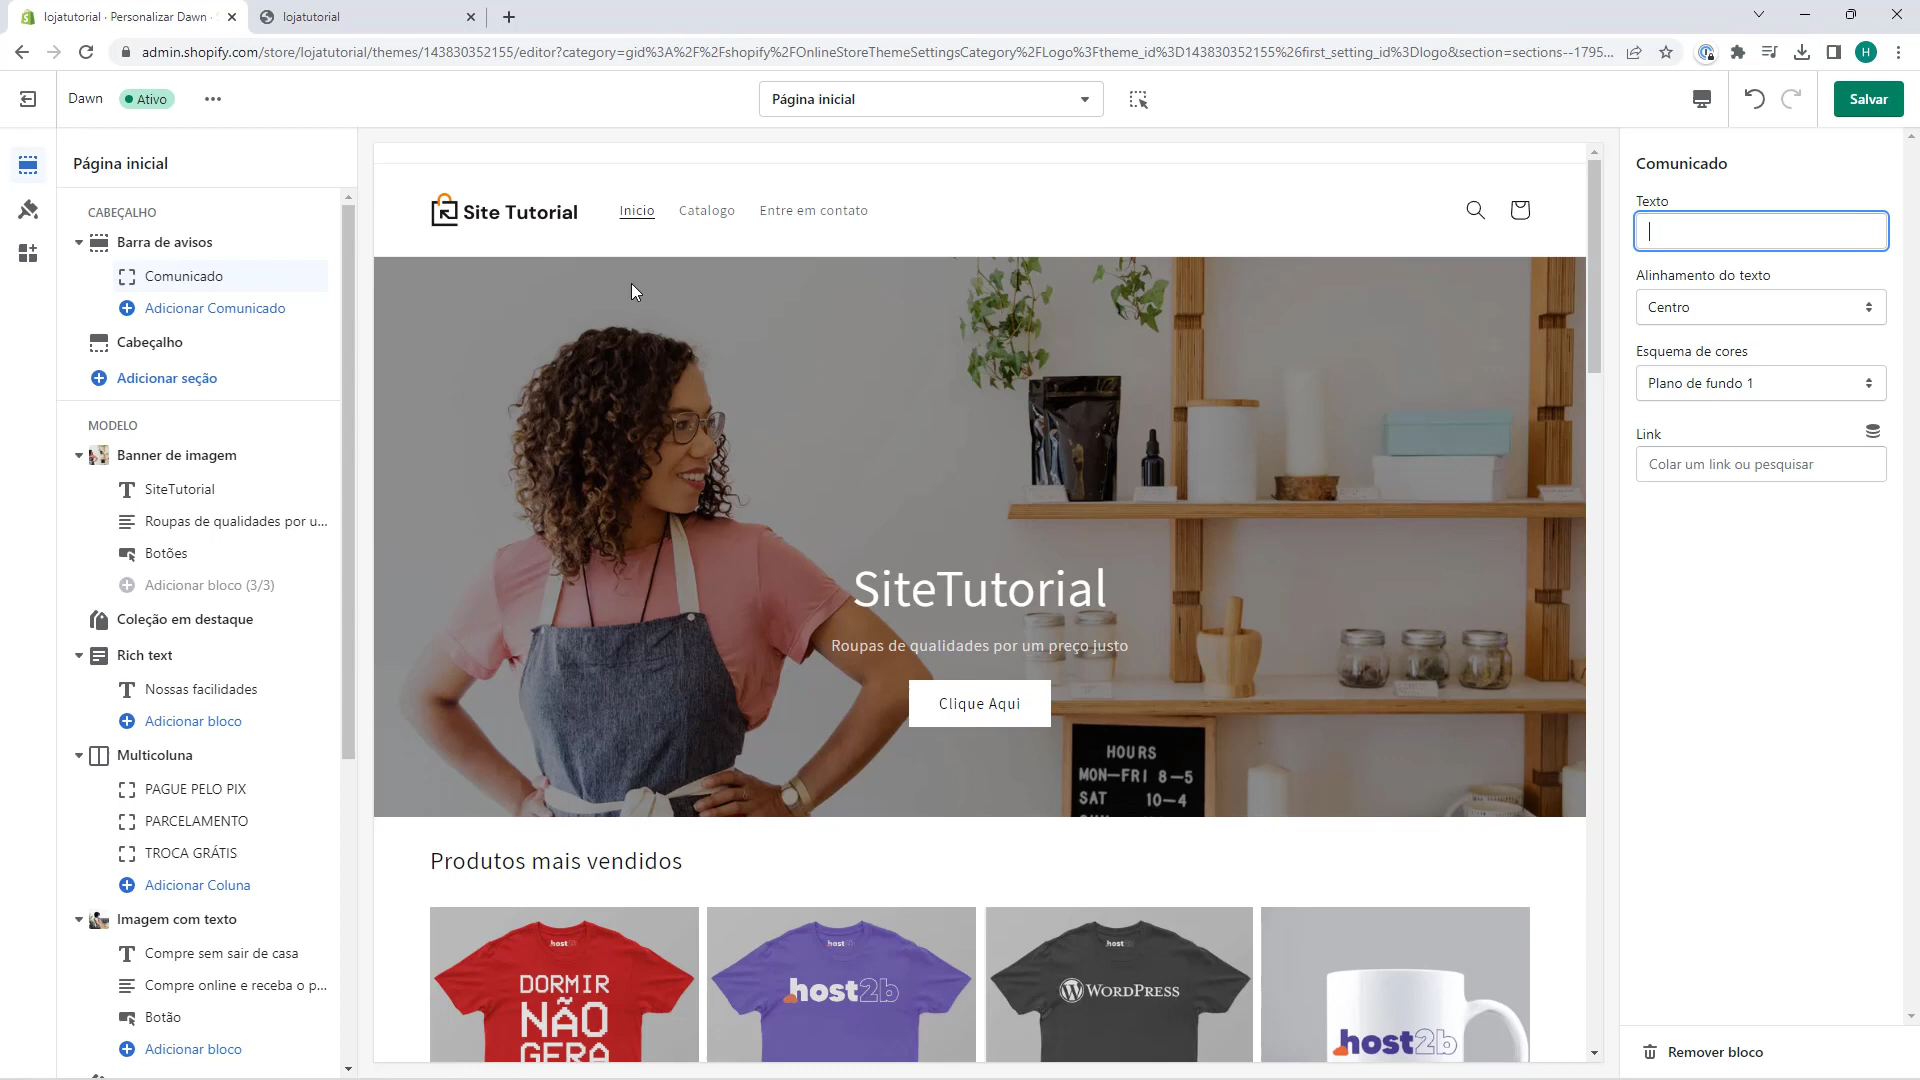 lojatutorial · Personalizar Dawn ·
lojatutorial
admin.shopify.com/store/lojatutorial/themes/143830352155/editor?category=gid%3A%2F%2Fshopify%2FOnlineStoreThemeSettingsCategory%2FLogo%3Ftheme_id%3D143830352155%26first_setting_id%3Dlogo&section=sections--1795...
H
Dawn
Ativo
Página inicial
Salvar
Página inicial
CABEÇALHO
Barra de avisos
Comunicado
Adicionar Comunicado
Cabeçalho
Adicionar seção
MODELO
Banner de imagem
SiteTutorial
Roupas de qualidades por u...
Botões
Adicionar bloco (3/3)
Coleção em destaque
Rich text
Nossas facilidades
Adicionar bloco
Multicoluna
PAGUE PELO PIX
PARCELAMENTO
TROCA GRÁTIS
Adicionar Coluna
Imagem com texto
Compre sem sair de casa
Compre online e receba o p...
Botão
Adicionar bloco
Site Tutorial
Inicio
Catalogo
Entre em contato
SiteTutorial
Roupas de qualidades por um preço justo
Clique Aqui
HOURS
MON—FRI 8—5
SAT 10—4
Produtos mais vendidos
host2b
DORMIR
NÃO
GERA
host2b
host2b
host2b
WORDPRESS
host2b
Comunicado
Texto
Alinhamento do texto
Centro
Esquema de cores
Plano de fundo 1
Link
Colar um link ou pesquisar
Remover bloco